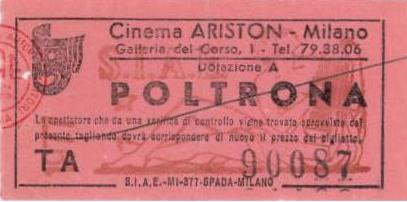 Cinema ARISTON - Milano
Galleria del Corso, 1 - Tel. 79.38.06
Dotazione A
S.I.A.E.
POLTRONA
Lo spettatore che da una verifica di controllo viene trovato sprovvisto del
presente tagliando dovrà corrispondere di nuovo il prezzo del biglietto.
TA 90087
S.I.A.E.-MI-377-SPADA-MILANO